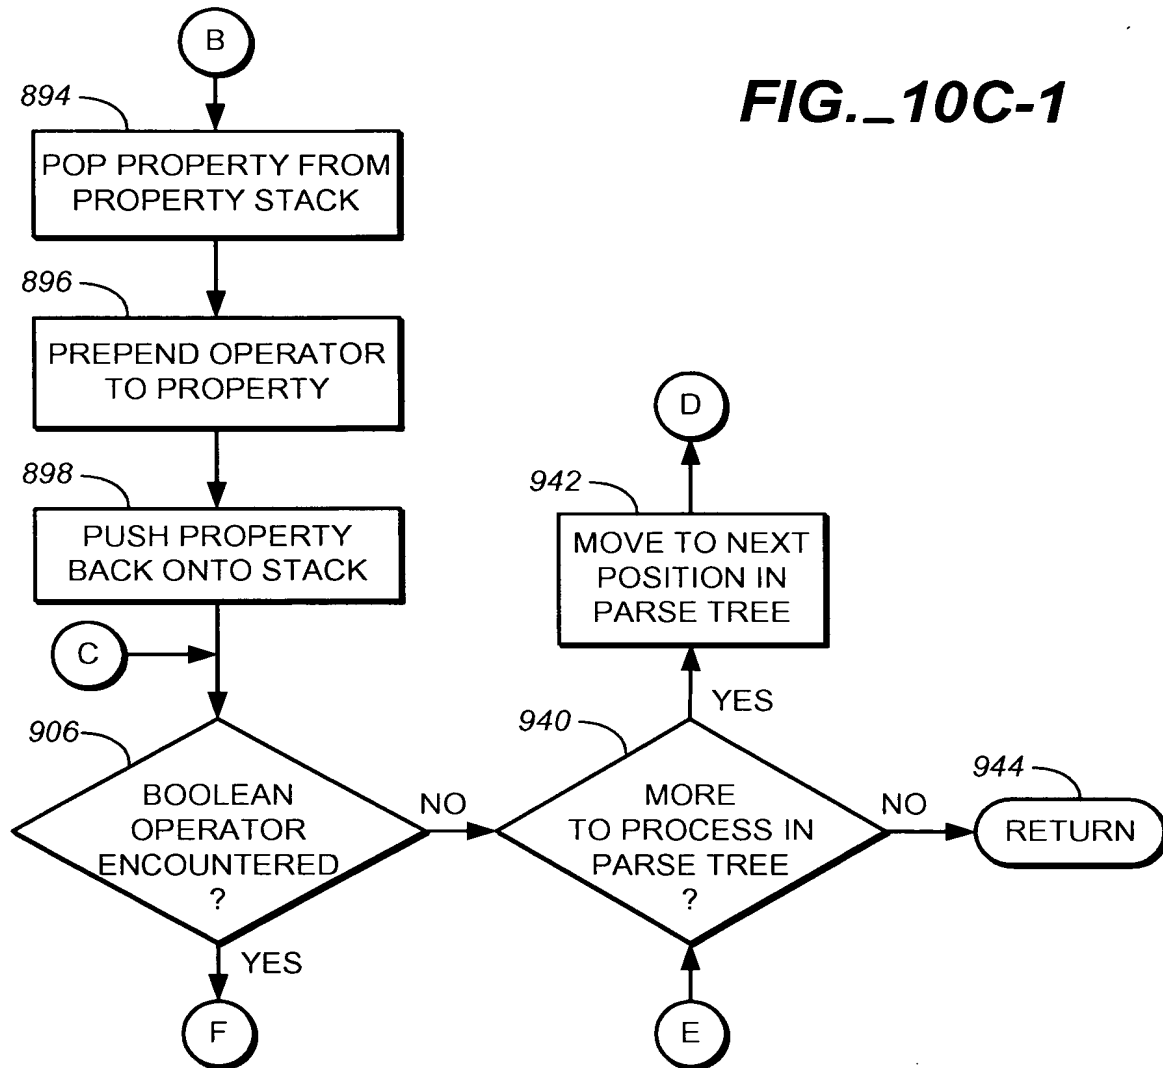 B
FIG._10C-1
894
POP PROPERTY FROM
PROPERTY STACK
896
PREPEND OPERATOR
TO PROPERTY
898
PUSH PROPERTY
BACK ONTO STACK
C
906
BOOLEAN
OPERATOR
ENCOUNTERED
?
NO
YES
F
D
942
MOVE TO NEXT
POSITION IN
PARSE TREE
YES
940
MORE
TO PROCESS IN
PARSE TREE
?
NO
944
RETURN
E